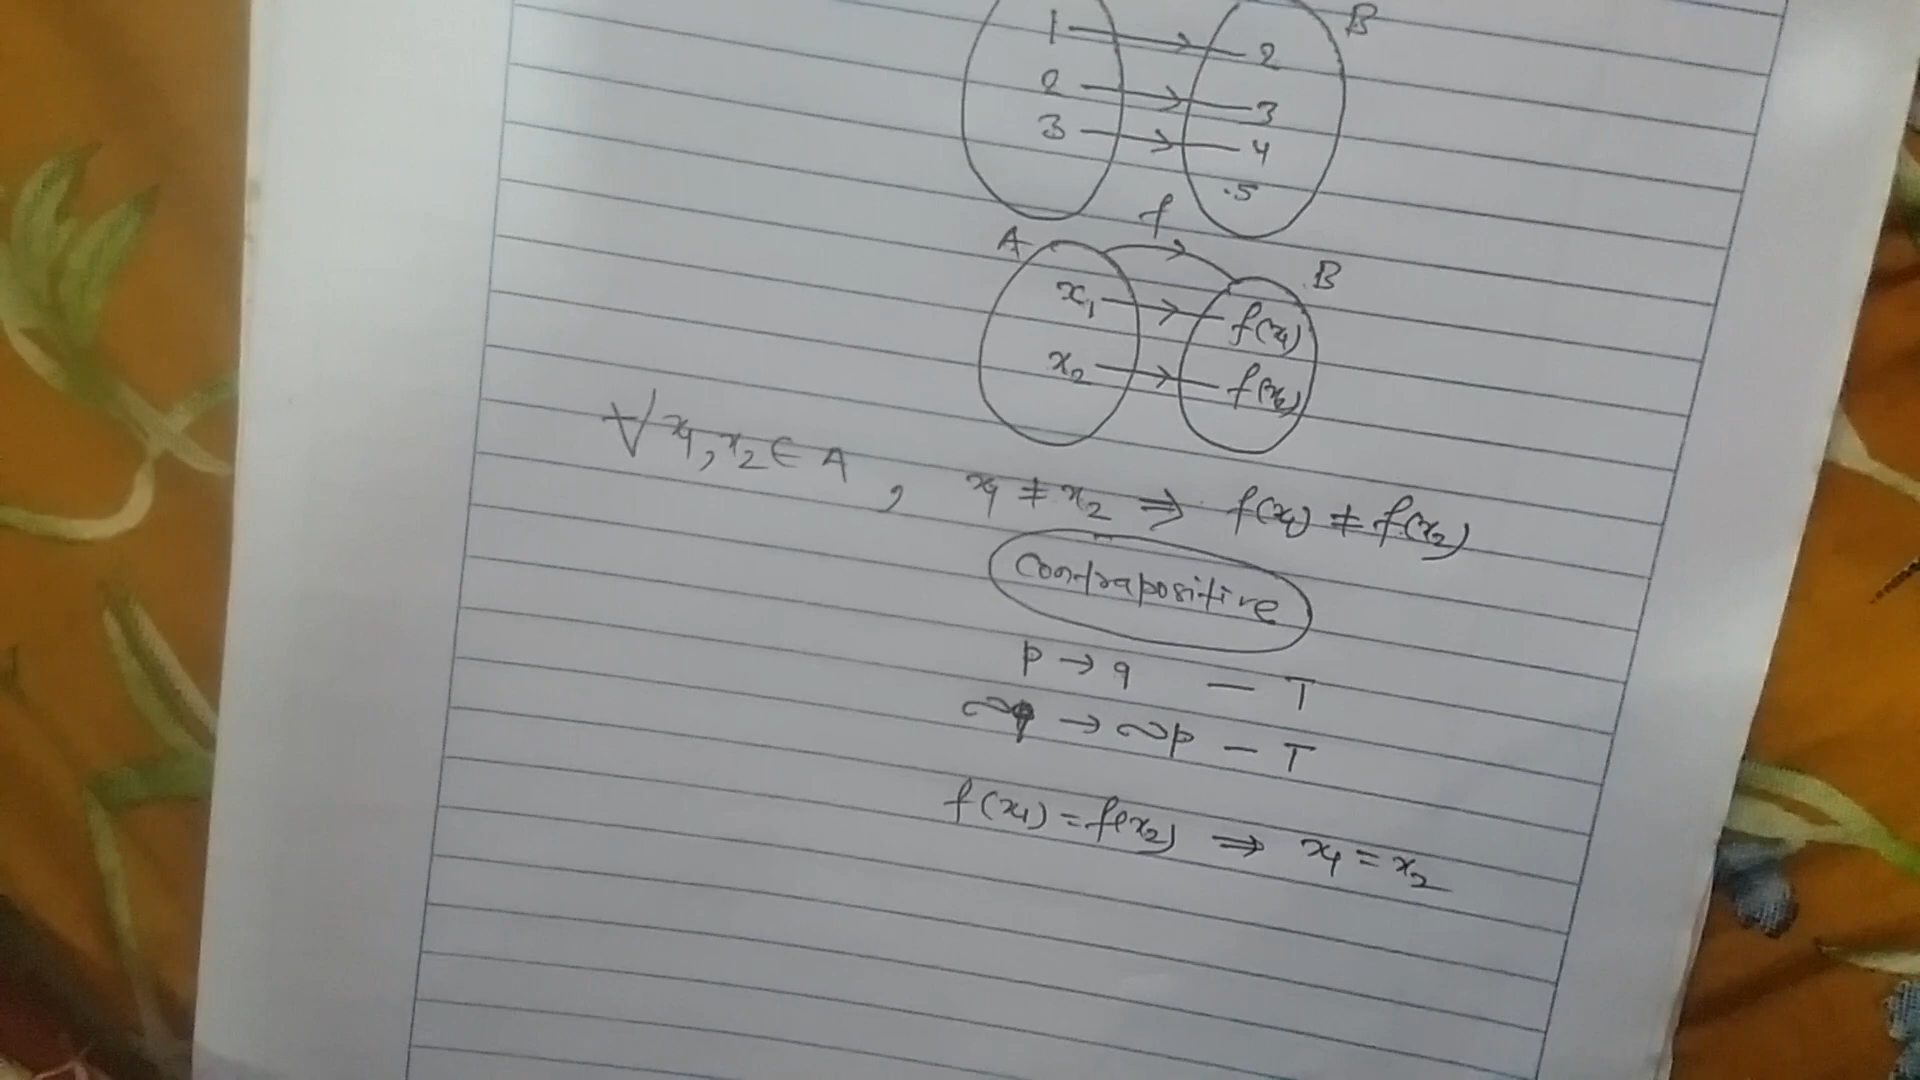 B
1 → 2
2 → 3
3 → 4
.5
f
A B
x₁ → f(x₁)
x₂ → f(x₂)
∀ x₁, x₂ ∈ A , x₁ ≠ x₂ ⇒ f(x₁) ≠ f(x₂)
Contrapositive
p → q — T
~q → ~p — T
f(x₁) = f(x₂) ⇒ x₁ = x₂